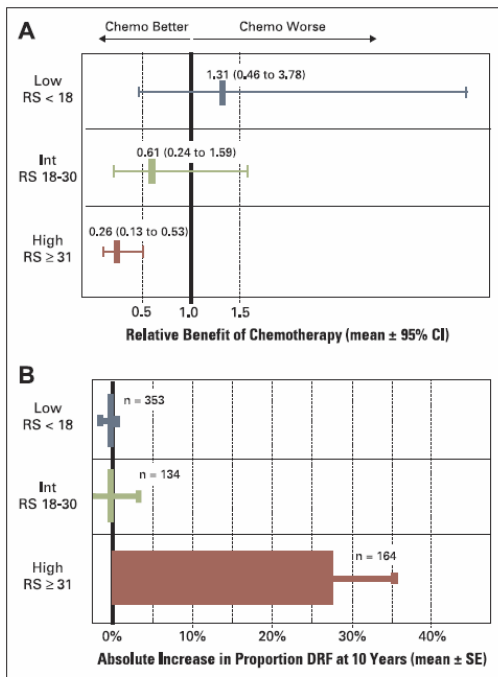 A
Chemo Better Chemo Worse
Low
RS < 18
1.31 (0.46 to 3.78)
Int
RS 18-30
0.61 (0.24 to 1.59)
High
RS ≥ 31
0.26 (0.13 to 0.53)
0.5 1.0 1.5
Relative Benefit of Chemotherapy (mean ± 95% CI)
B
Low
RS < 18
n = 353
Int
RS 18-30
n = 134
High
RS ≥ 31
n = 164
0% 10% 20% 30% 40%
Absolute Increase in Proportion DRF at 10 Years (mean ± SE)